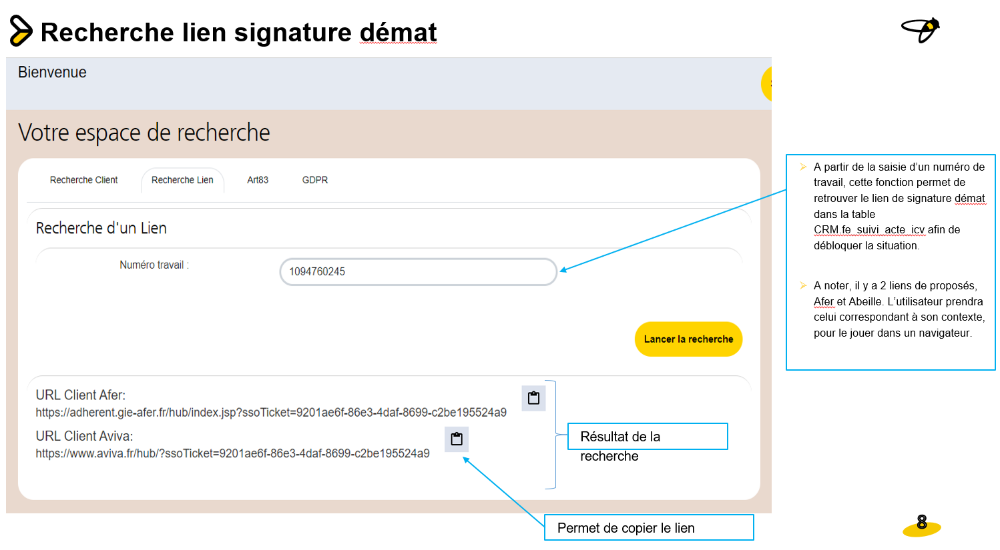 Recherche lien signature démat
Bienvenue
Votre espace de recherche
Recherche Client
Recherche Lien
Art83
GDPR
Recherche d'un Lien
Numéro travail :
1094760245
Lancer la recherche
URL Client Afer:
https://adherent.gie-afer.fr/hub/index.jsp?ssoTicket=9201ae6f-86e3-4daf-8699-c2be195524a9
URL Client Aviva:
https://www.aviva.fr/hub/?ssoTicket=9201ae6f-86e3-4daf-8699-c2be195524a9
Résultat de la
recherche
Permet de copier le lien
A partir de la saisie d’un numéro de
travail, cette fonction permet de
retrouver le lien de signature démat
dans la table
CRM.fe_suivi_acte_icv afin de
débloquer la situation.
A noter, il y a 2 liens de proposés,
Afer et Abeille. L’utilisateur prendra
celui correspondant à son contexte,
pour le jouer dans un navigateur.
8